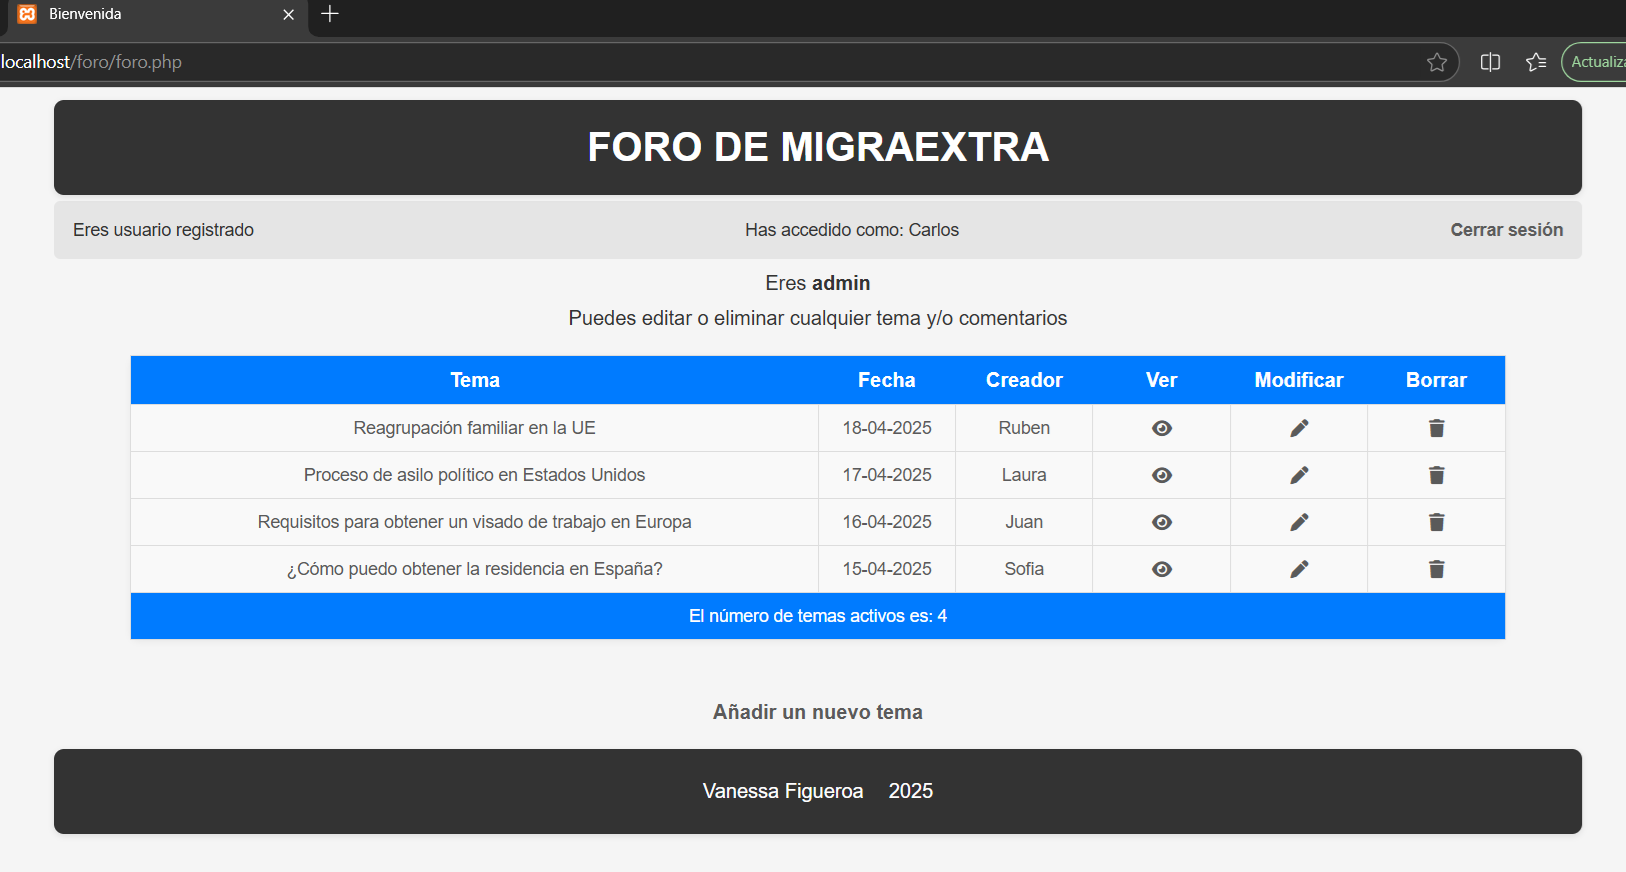 Bienvenida
localhost/foro/foro.php
Actualiza
FORO DE MIGRAEXTRA
Eres usuario registrado Has accedido como: Carlos Cerrar sesión
Eres admin
Puedes editar o eliminar cualquier tema y/o comentarios
Tema Fecha Creador Ver Modificar Borrar
Reagrupación familiar en la UE 18-04-2025 Ruben
Proceso de asilo político en Estados Unidos 17-04-2025 Laura
Requisitos para obtener un visado de trabajo en Europa 16-04-2025 Juan
¿Cómo puedo obtener la residencia en España? 15-04-2025 Sofia
El número de temas activos es: 4
Añadir un nuevo tema
Vanessa Figueroa 2025